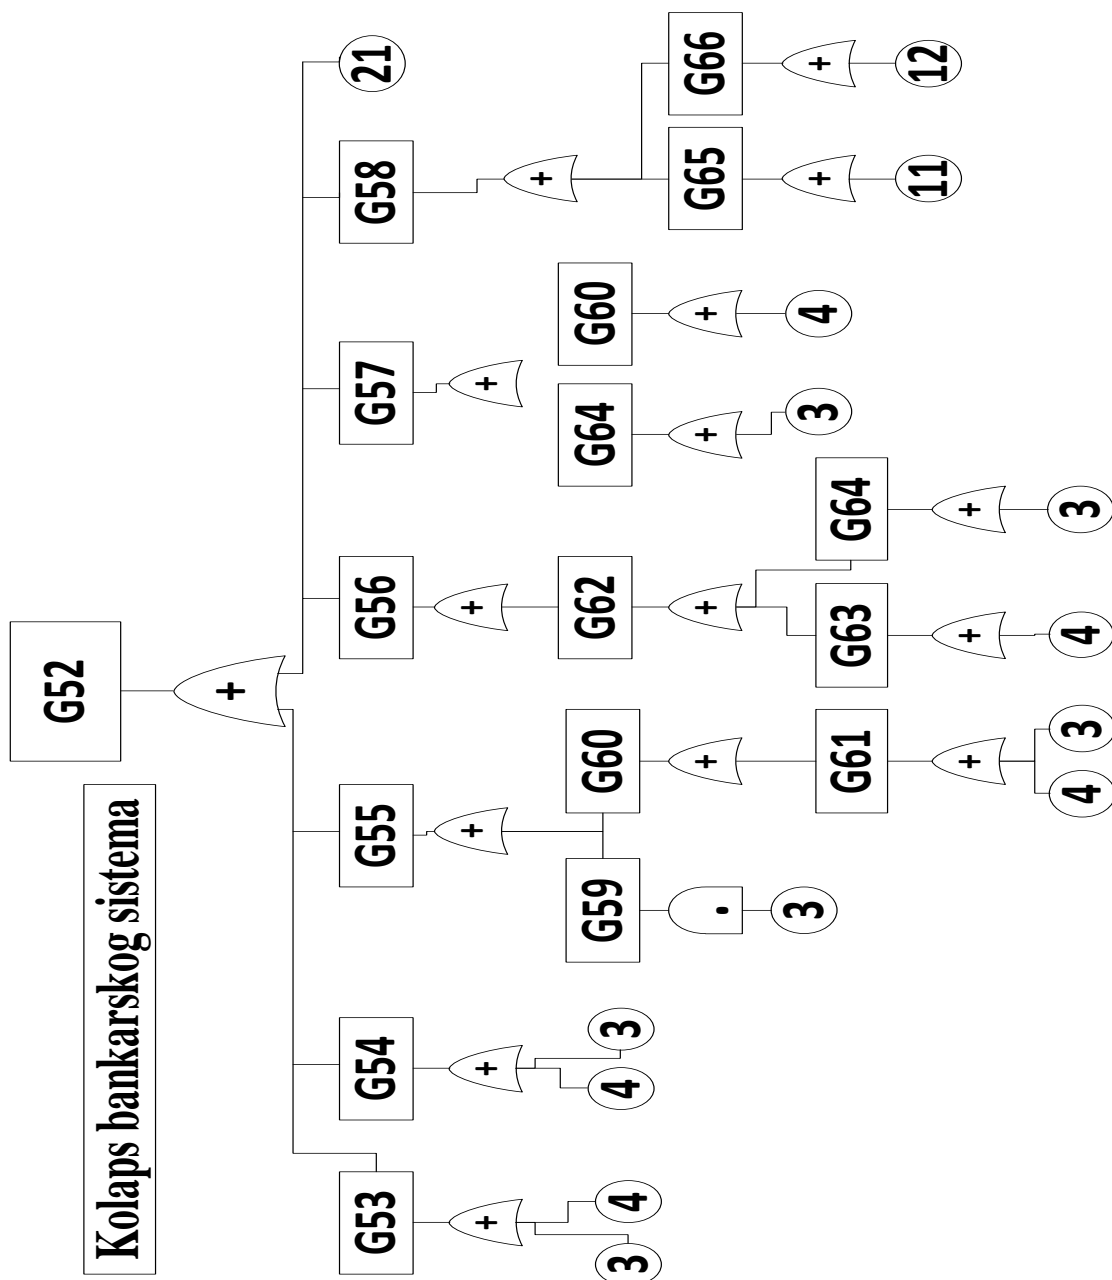 Kolaps bankarskog sistema
G52
+
G53
G54
G55
G56
G57
G58
21
+
+
+
+
+
+
3
4
4
3
G59
G60
G62
G64
G60
G65
G66
.
+
+
+
+
+
+
3
G61
G63
G64
3
4
11
12
+
+
+
4
3
4
3